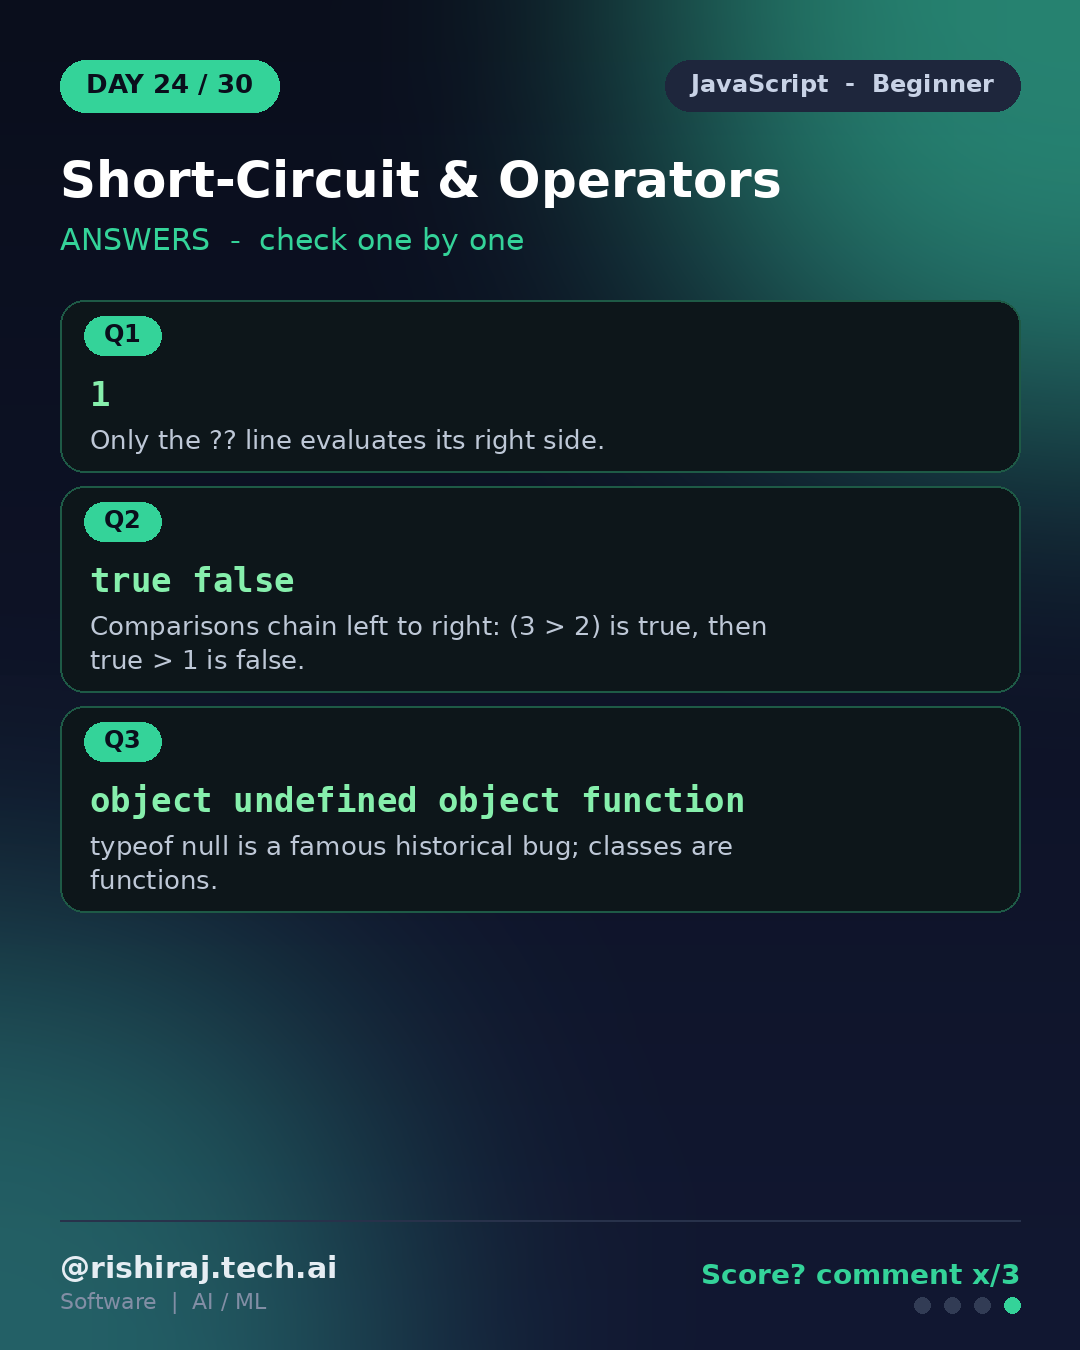 DAY 24 / 30
JavaScript - Beginner
Short-Circuit & Operators
ANSWERS - check one by one
Q1
1
Only the ?? line evaluates its right side.
Q2
true false
Comparisons chain left to right: (3 > 2) is true, then
true > 1 is false.
Q3
object undefined object function
typeof null is a famous historical bug; classes are
functions.
@rishiraj.tech.ai
Software | AI / ML
Score? comment x/3